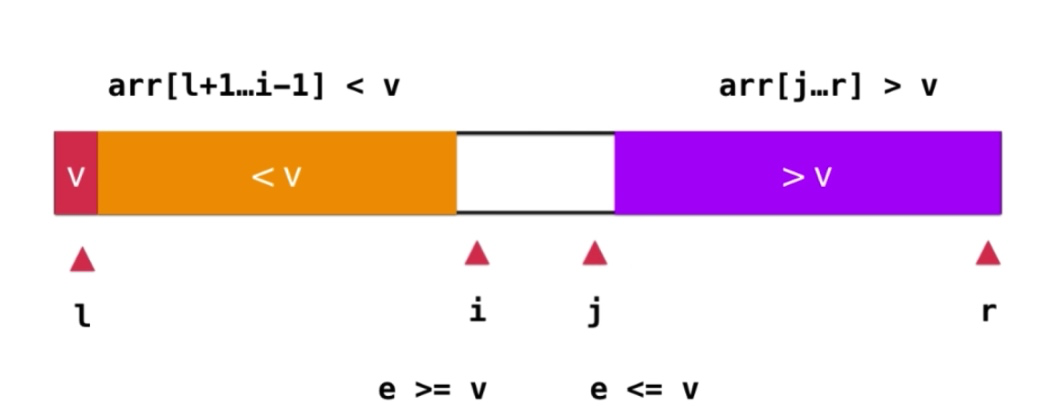 arr[l+1…i-1] < v arr[j…r] > v
v < v > v
l i j r
e >= v e <= v